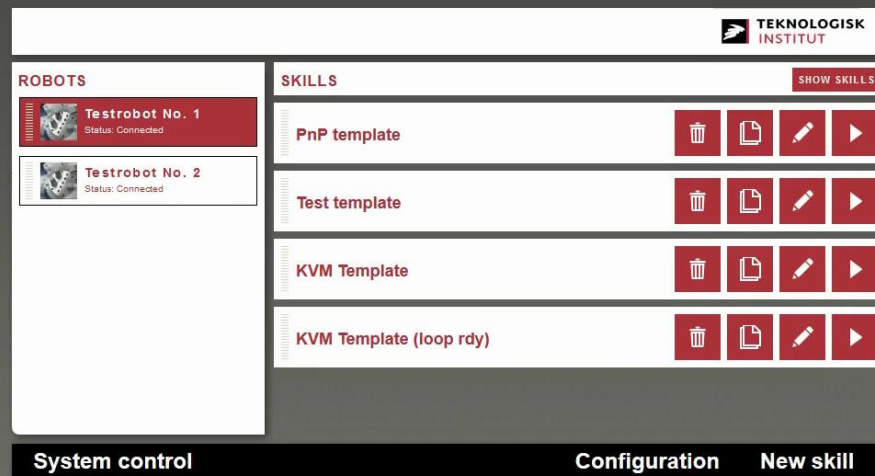 TEKNOLOGISK
INSTITUT
ROBOTS
Testrobot No. 1
Status: Connected
Testrobot No. 2
Status: Connected
SKILLS
SHOW SKILLS
PnP template
Test template
KVM Template
KVM Template (loop rdy)
System control
Configuration
New skill